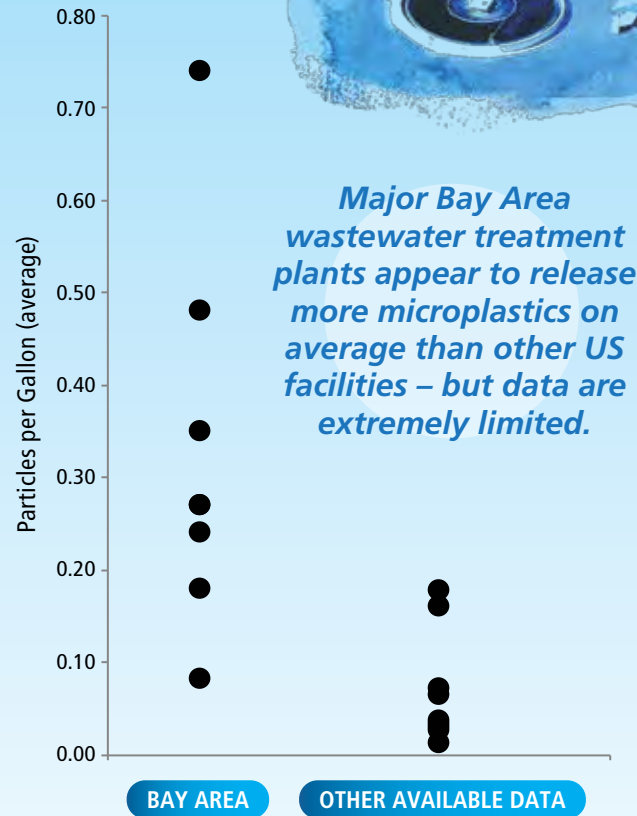 0.80
0.70
0.60
0.50
0.40
0.30
0.20
0.10
0.00
Particles per Gallon (average)
Major Bay Area
wastewater treatment
plants appear to release
more microplastics on
average than other US
facilities – but data are
extremely limited.
BAY AREA
OTHER AVAILABLE DATA